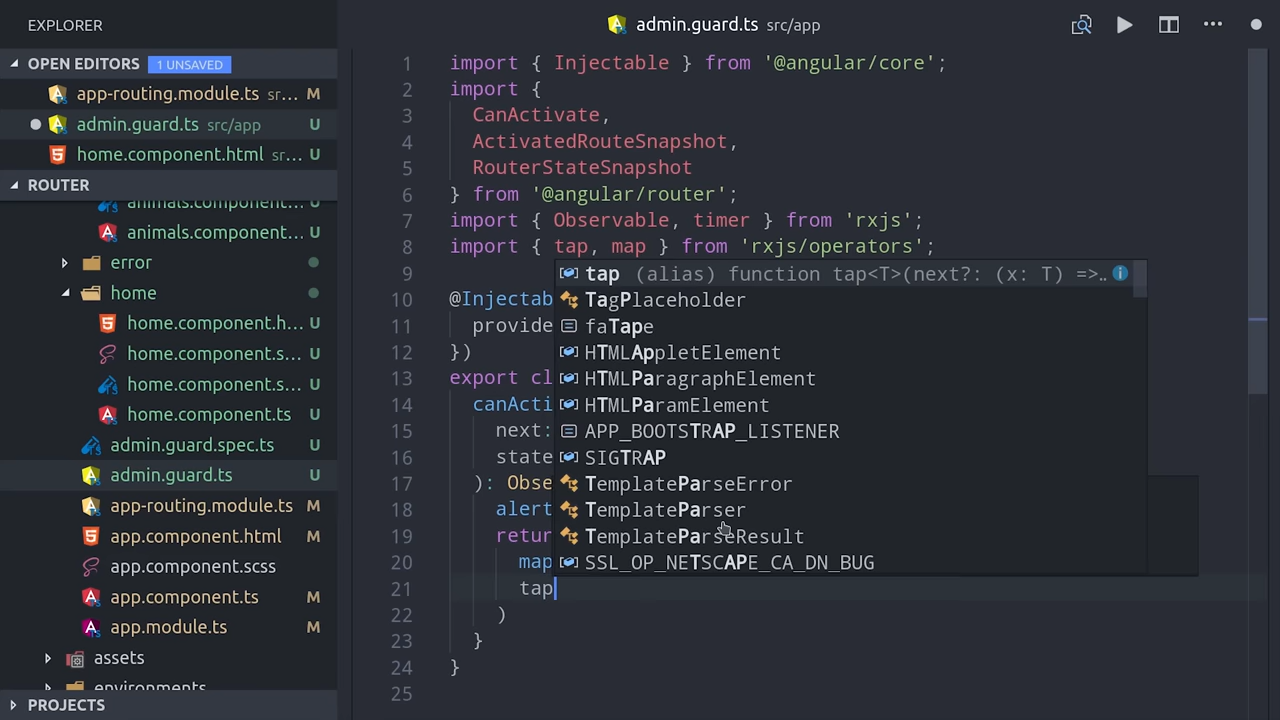 EXPLORER
OPEN EDITORS 1 UNSAVED
app-routing.module.ts sr... M
admin.guard.ts src/app U
home.component.html sr... U
ROUTER
animals.component... U
animals.component... U
error
home
home.component.h... U
home.component.s... U
home.component.s... U
home.component.ts U
admin.guard.spec.ts U
admin.guard.ts U
app-routing.module.ts M
app.component.html M
app.component.scss
app.component.ts M
app.module.ts M
assets
environments
PROJECTS
admin.guard.ts src/app
1 import { Injectable } from '@angular/core';
2 import {
3 CanActivate,
4 ActivatedRouteSnapshot,
5 RouterStateSnapshot
6 } from '@angular/router';
7 import { Observable, timer } from 'rxjs';
8 import { tap, map } from 'rxjs/operators';
9
10 @Injectab
11 provide
12 })
13 export cl
14 canActi
15 next:
16 state
17 ): Obse
18 alert
19 retur
20 map
21 tap
22 )
23 }
24 }
25
tap (alias) function tap<T>(next?: (x: T) =>..
TagPlaceholder
faTape
HTMLAppletElement
HTMLParagraphElement
HTMLParamElement
APP_BOOTSTRAP_LISTENER
SIGTRAP
TemplateParseError
TemplateParser
TemplateParseResult
SSL_OP_NETSCAPE_CA_DN_BUG